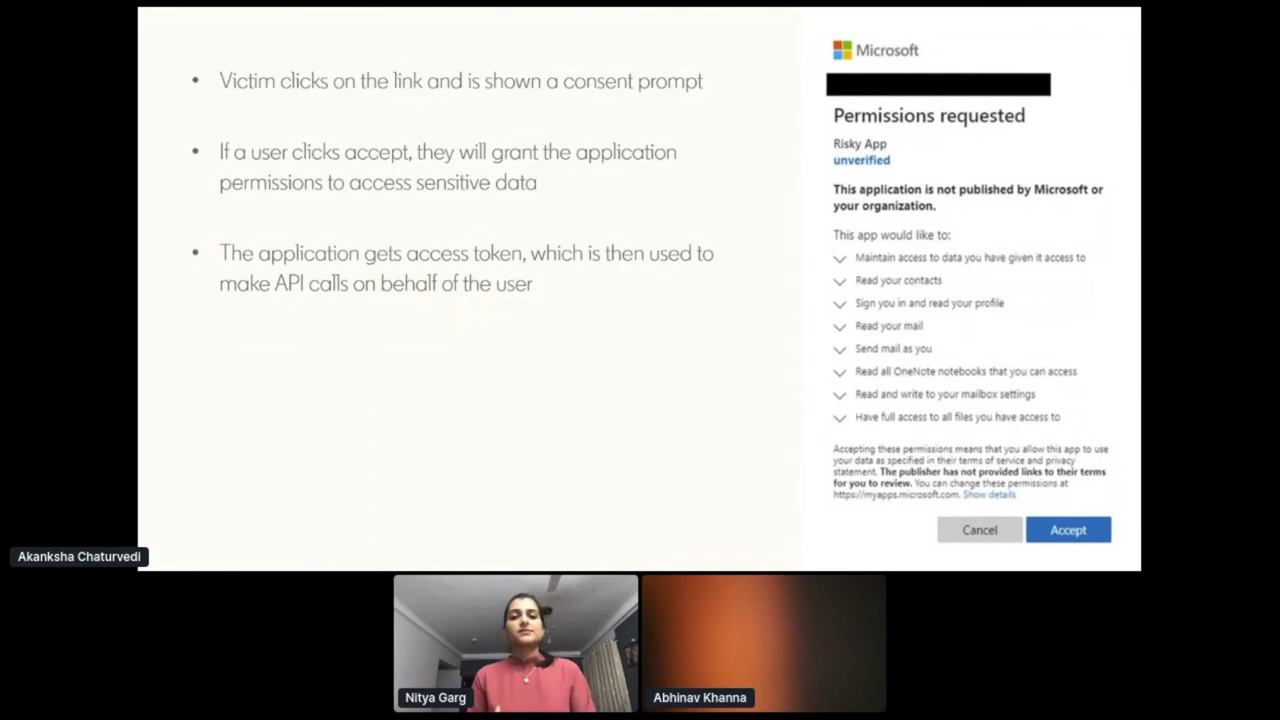 • Victim clicks on the link and is shown a consent prompt
• If a user clicks accept, they will grant the application
permissions to access sensitive data
• The application gets access token, which is then used to
make API calls on behalf of the user
Microsoft
Permissions requested
Risky App
unverified
This application is not published by Microsoft or
your organization.
This app would like to:
Maintain access to data you have given it access to
Read your contacts
Sign you in and read your profile
Read your mail
Send mail as you
Read all OneNote notebooks that you can access
Read and write to your mailbox settings
Have full access to all files you have access to
Accepting these permissions means that you allow this app to use
your data as specified in their terms of service and privacy
statement. The publisher has not provided links to their terms
for you to review. You can change these permissions at
https://myapps.microsoft.com. Show details
Cancel Accept
Akanksha Chaturvedi
Nitya Garg
Abhinav Khanna